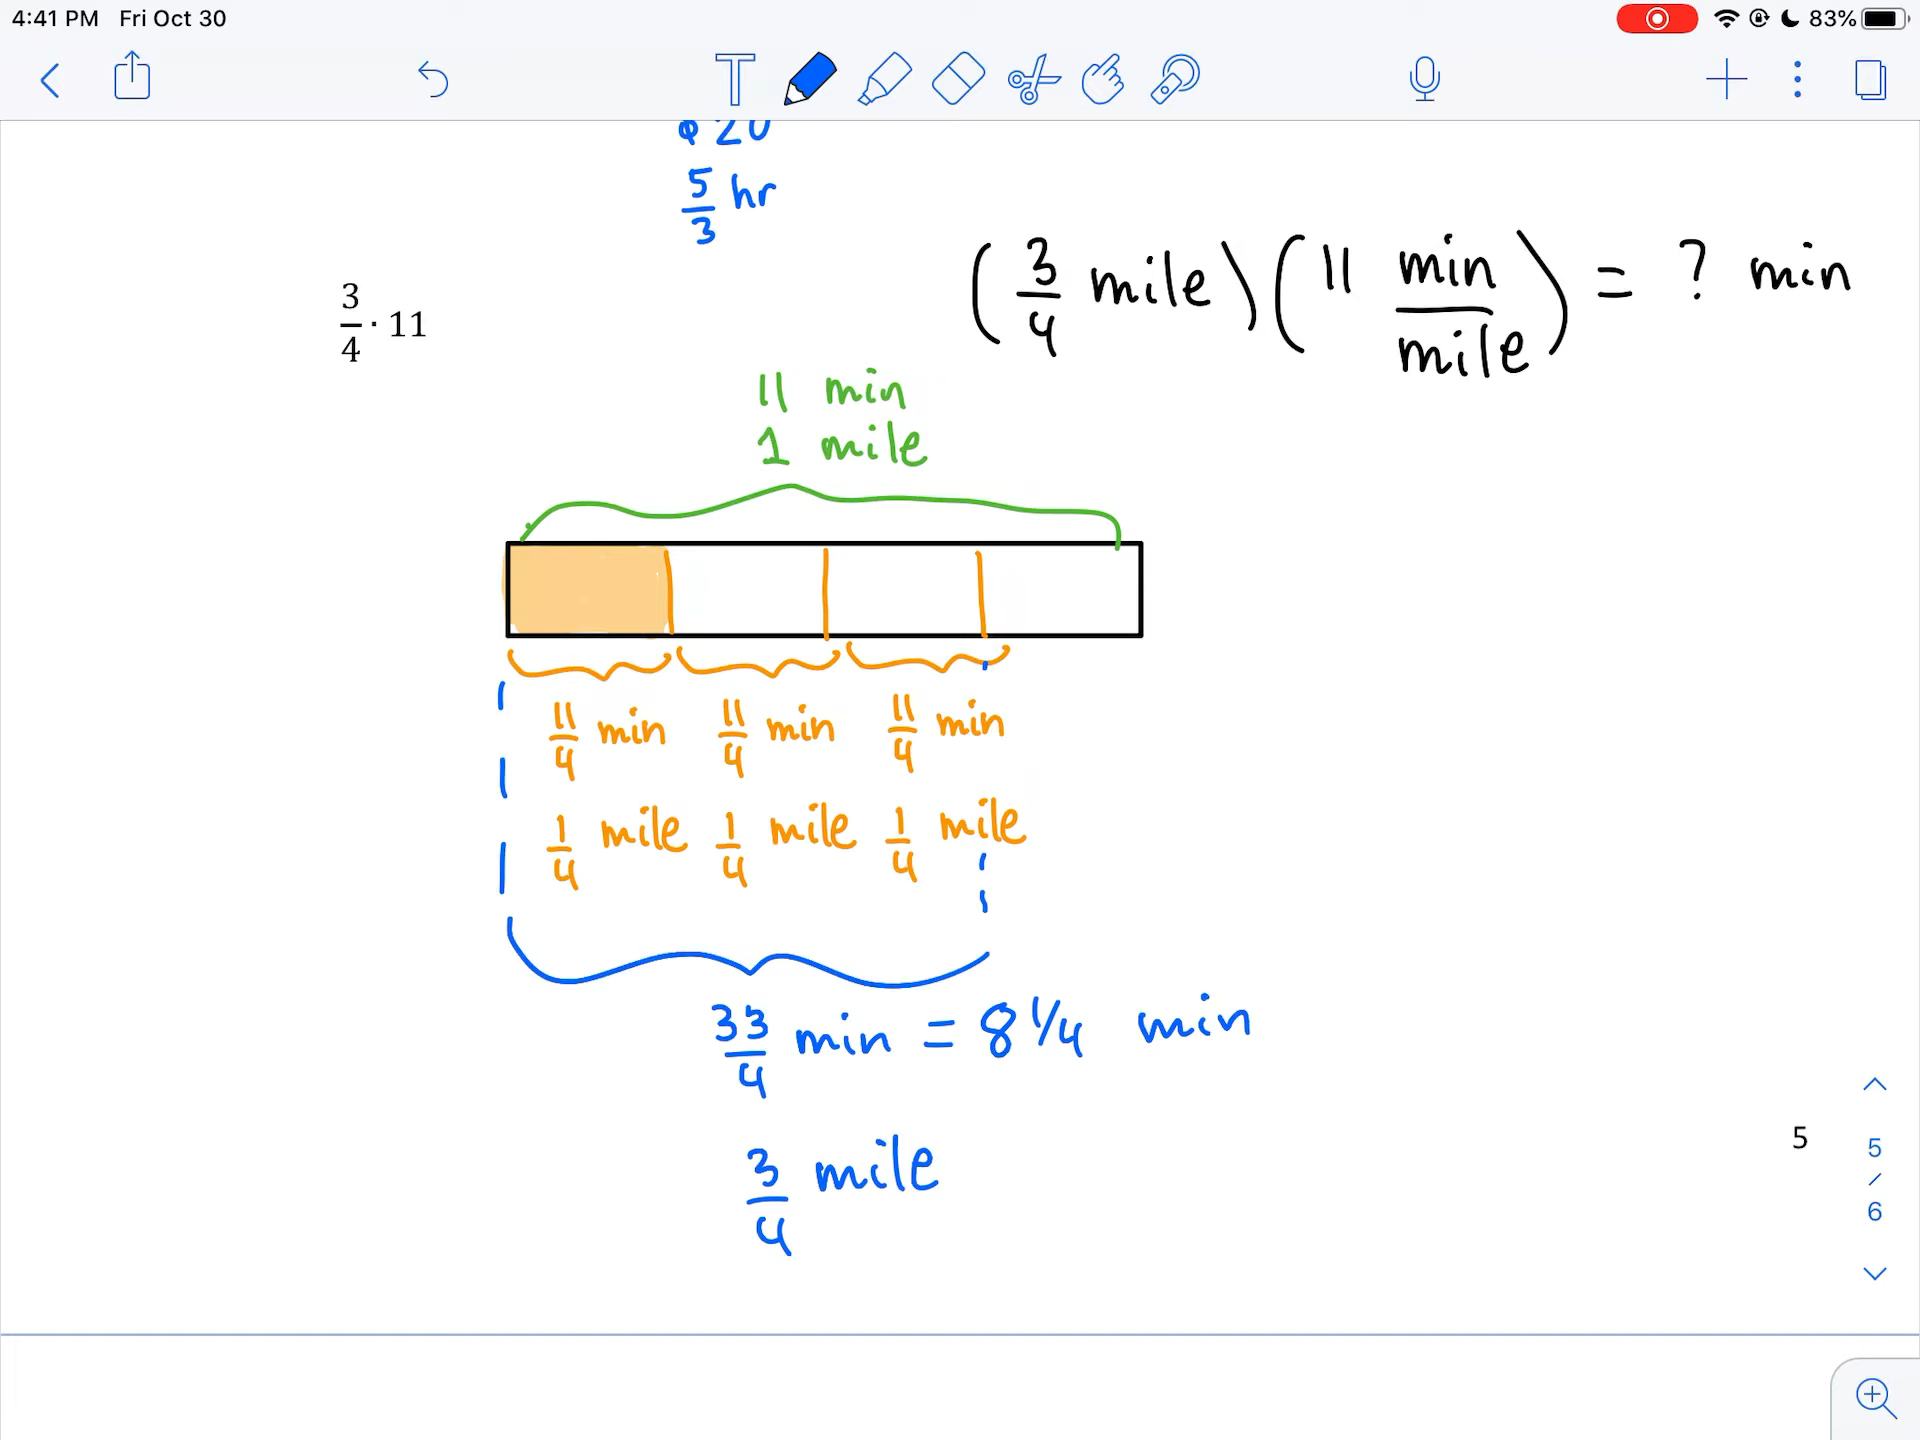 4:41 PM Fri Oct 30
83%
T
$20
5/3 hr
(3/4 mile)(11 min/mile) = ? min
3/4 · 11
11 min
1 mile
11/4 min 11/4 min 11/4 min
1/4 mile 1/4 mile 1/4 mile
33/4 min = 8 1/4 min
3/4 mile
5
5
/
6